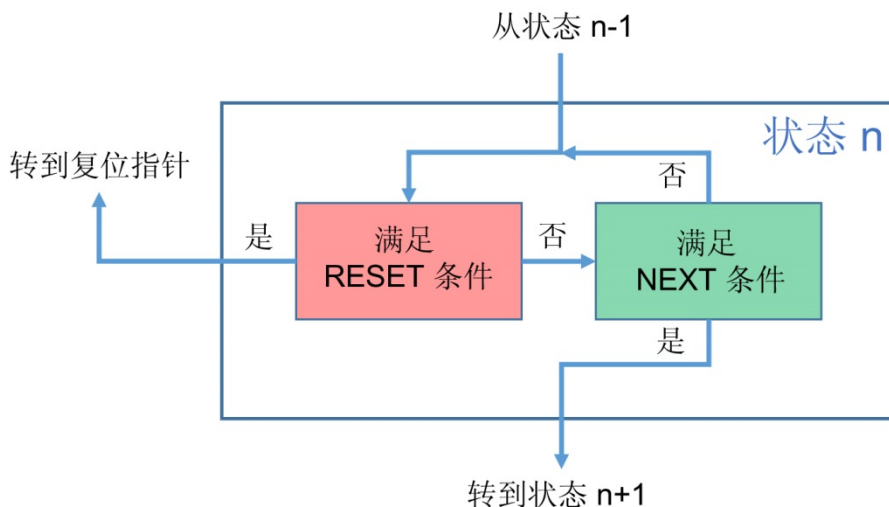 从状态 n-1
状态 n
转到复位指针
否
是
满足
RESET 条件
否
满足
NEXT 条件
是
转到状态 n+1